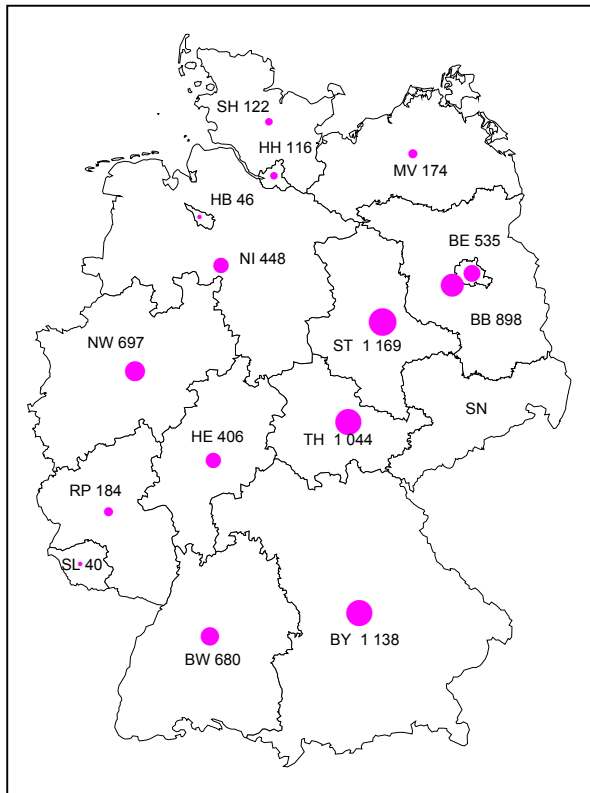 SH 122
HH 116
MV 174
HB 46
BE 535
NI 448
BB 898
ST 1 169
NW 697
SN
HE 406
TH 1 044
RP 184
SL 40
BY 1 138
BW 680